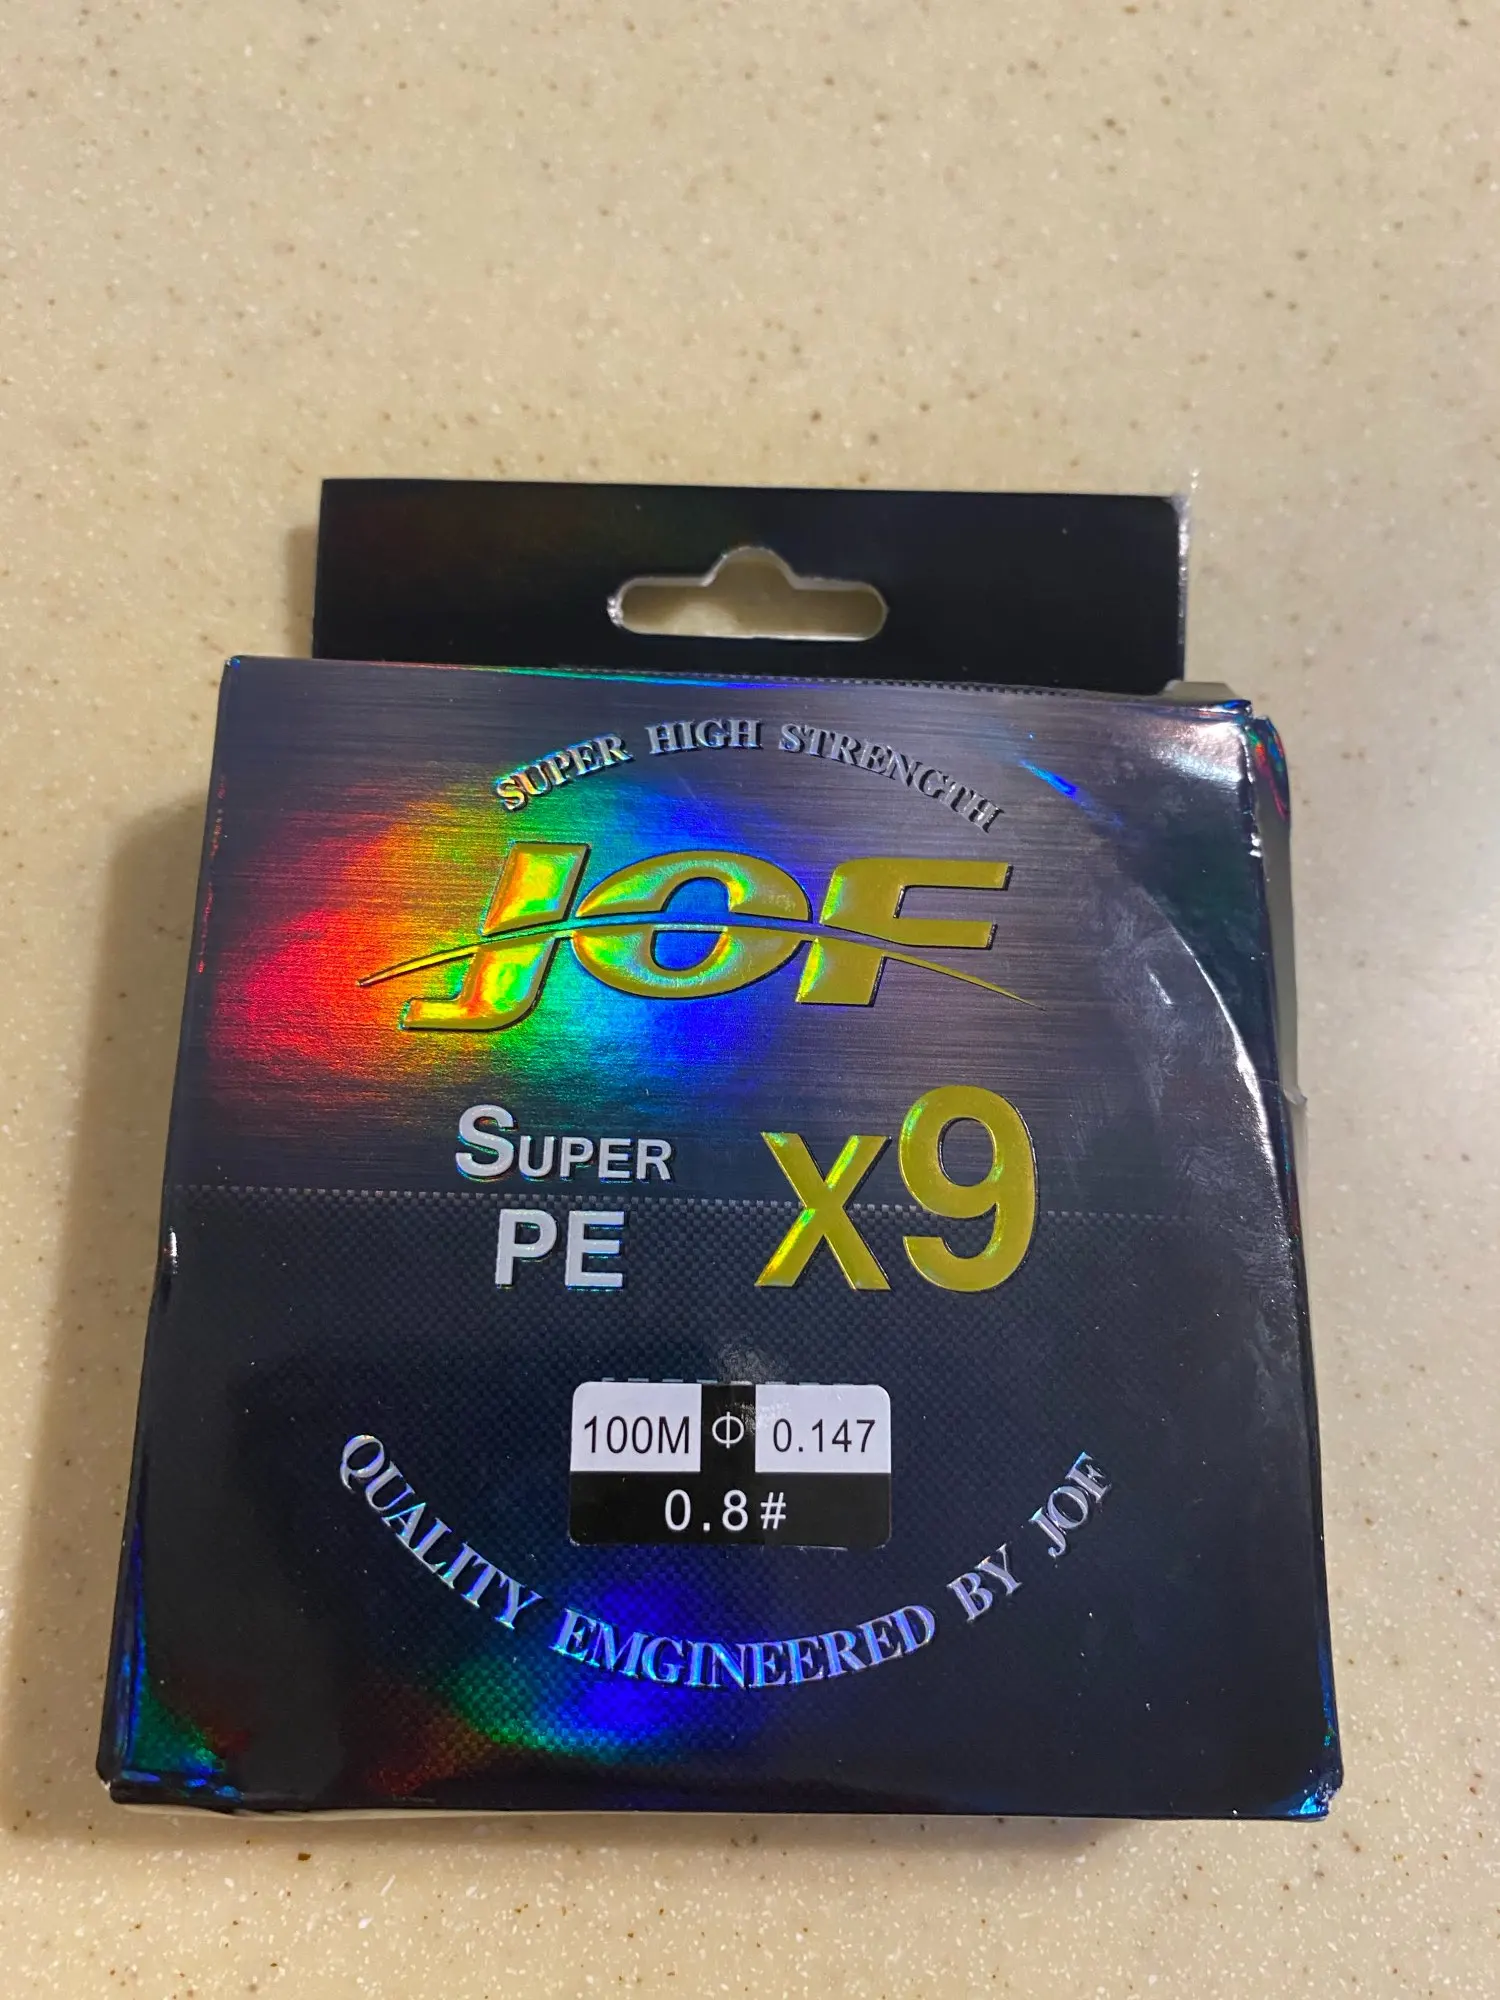 SUPER HIGH STRENGTH
JOF
SUPER
PE
x9
100M Φ 0.147
0.8#
QUALITY EMGINEERED BY JOF